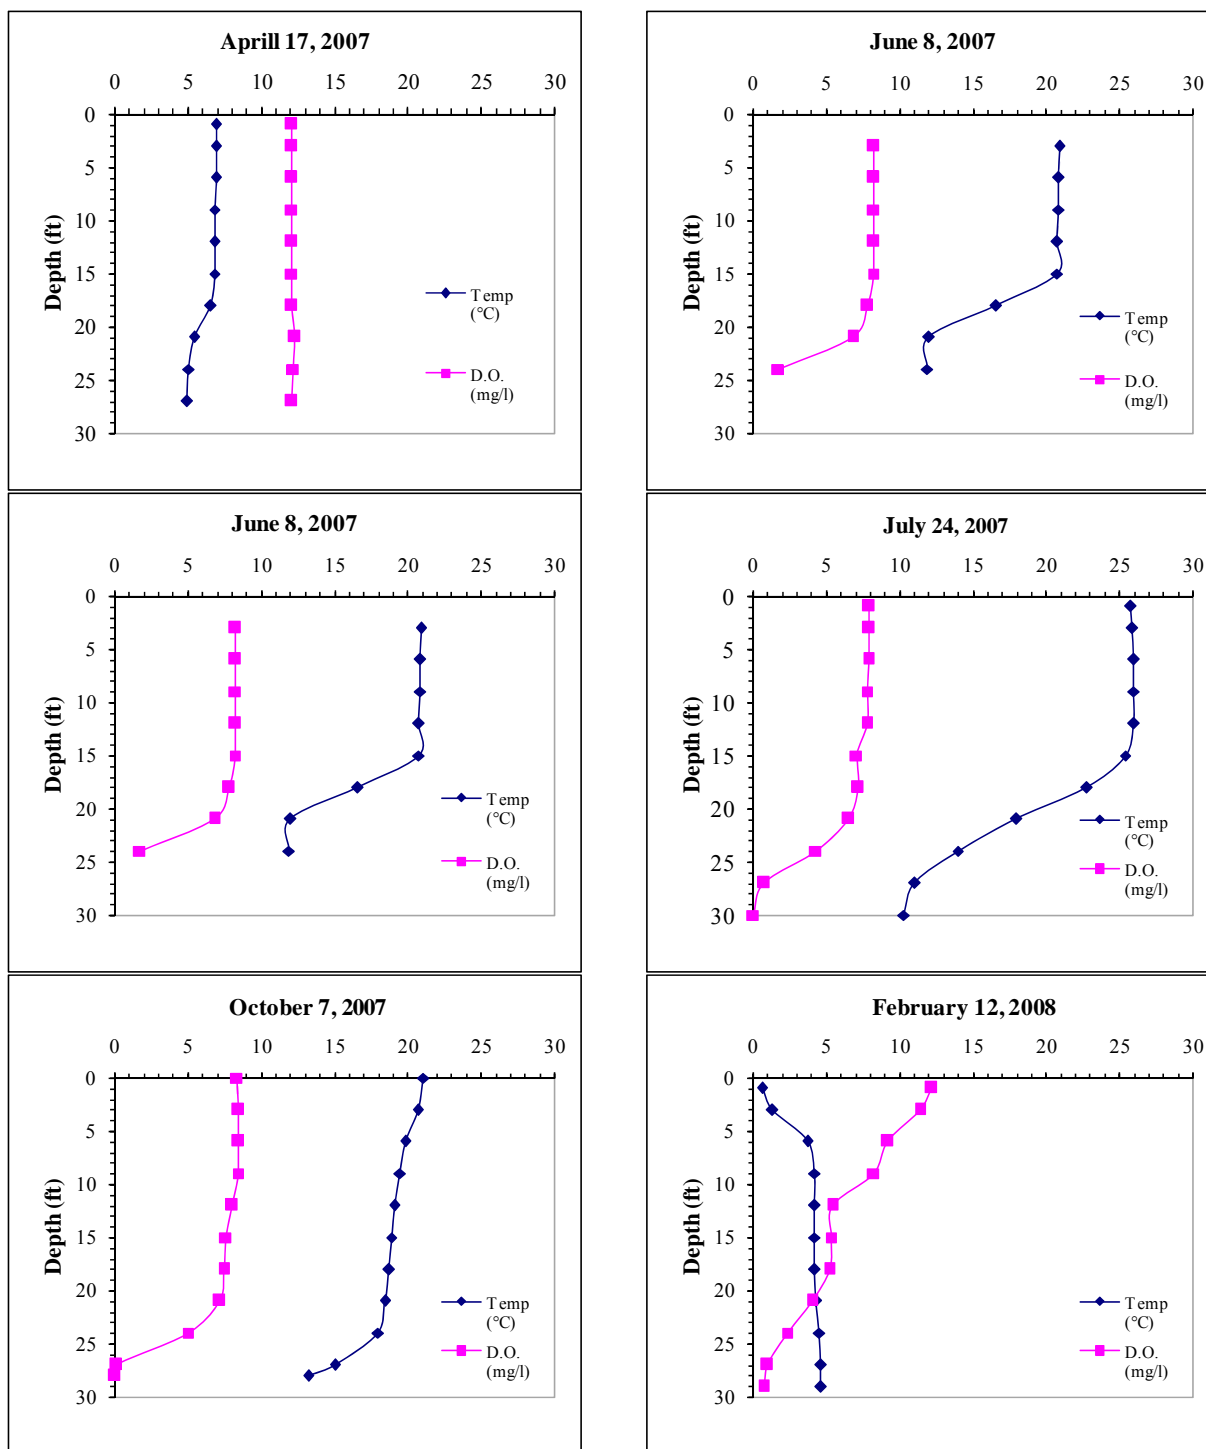 Aprill 17, 2007
0 5 10 15 20 25 30
0
5
10
15
20
25
30
Depth (ft)
Temp
(°C)
D.O.
(mg/l)
June 8, 2007
0 5 10 15 20 25 30
0
5
10
15
20
25
30
Depth (ft)
Temp
(°C)
D.O.
(mg/l)
June 8, 2007
0 5 10 15 20 25 30
0
5
10
15
20
25
30
Depth (ft)
Temp
(°C)
D.O.
(mg/l)
July 24, 2007
0 5 10 15 20 25 30
0
5
10
15
20
25
30
Depth (ft)
Temp
(°C)
D.O.
(mg/l)
October 7, 2007
0 5 10 15 20 25 30
0
5
10
15
20
25
30
Depth (ft)
Temp
(°C)
D.O.
(mg/l)
February 12, 2008
0 5 10 15 20 25 30
0
5
10
15
20
25
30
Depth (ft)
Temp
(°C)
D.O.
(mg/l)